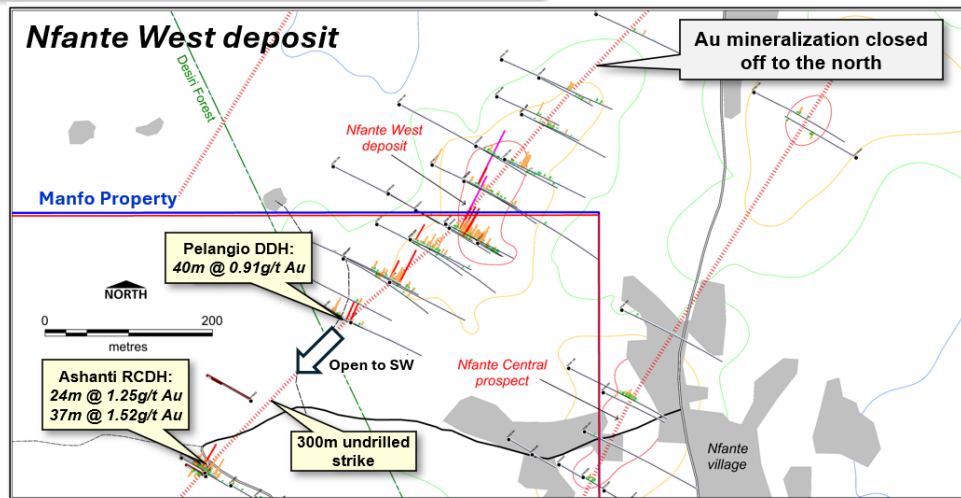 Nfante West deposit
Au mineralization closed
off to the north
Desiri Forest
Nfante West
deposit
Manfo Property
Pelangio DDH:
40m @ 0.91g/t Au
NORTH
0
200
metres
Open to SW
Ashanti RCDH:
24m @ 1.25g/t Au
37m @ 1.52g/t Au
300m undrilled
strike
Nfante Central
prospect
Nfante
village